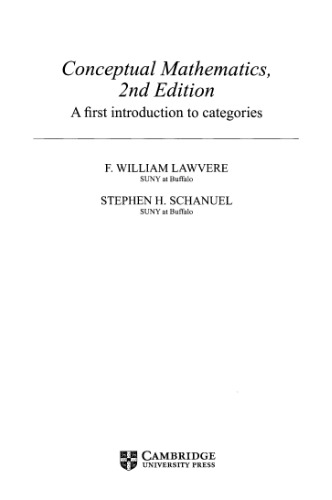 Conceptual Mathematics,
2nd Edition
A first introduction to categories
F. WILLIAM LAWVERE
SUNY at Buffalo
STEPHEN H. SCHANUEL
SUNY at Buffalo
CAMBRIDGE
UNIVERSITY PRESS